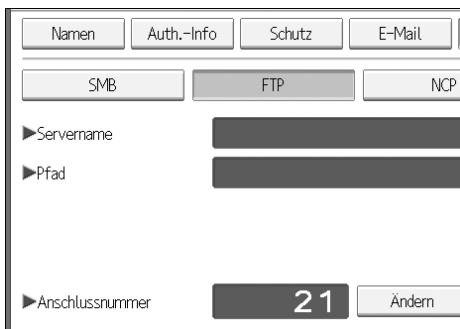 Namen Auth.-Info Schutz E-Mail
SMB FTP NCP
▶Servername
▶Pfad
▶Anschlussnummer 21 Ändern